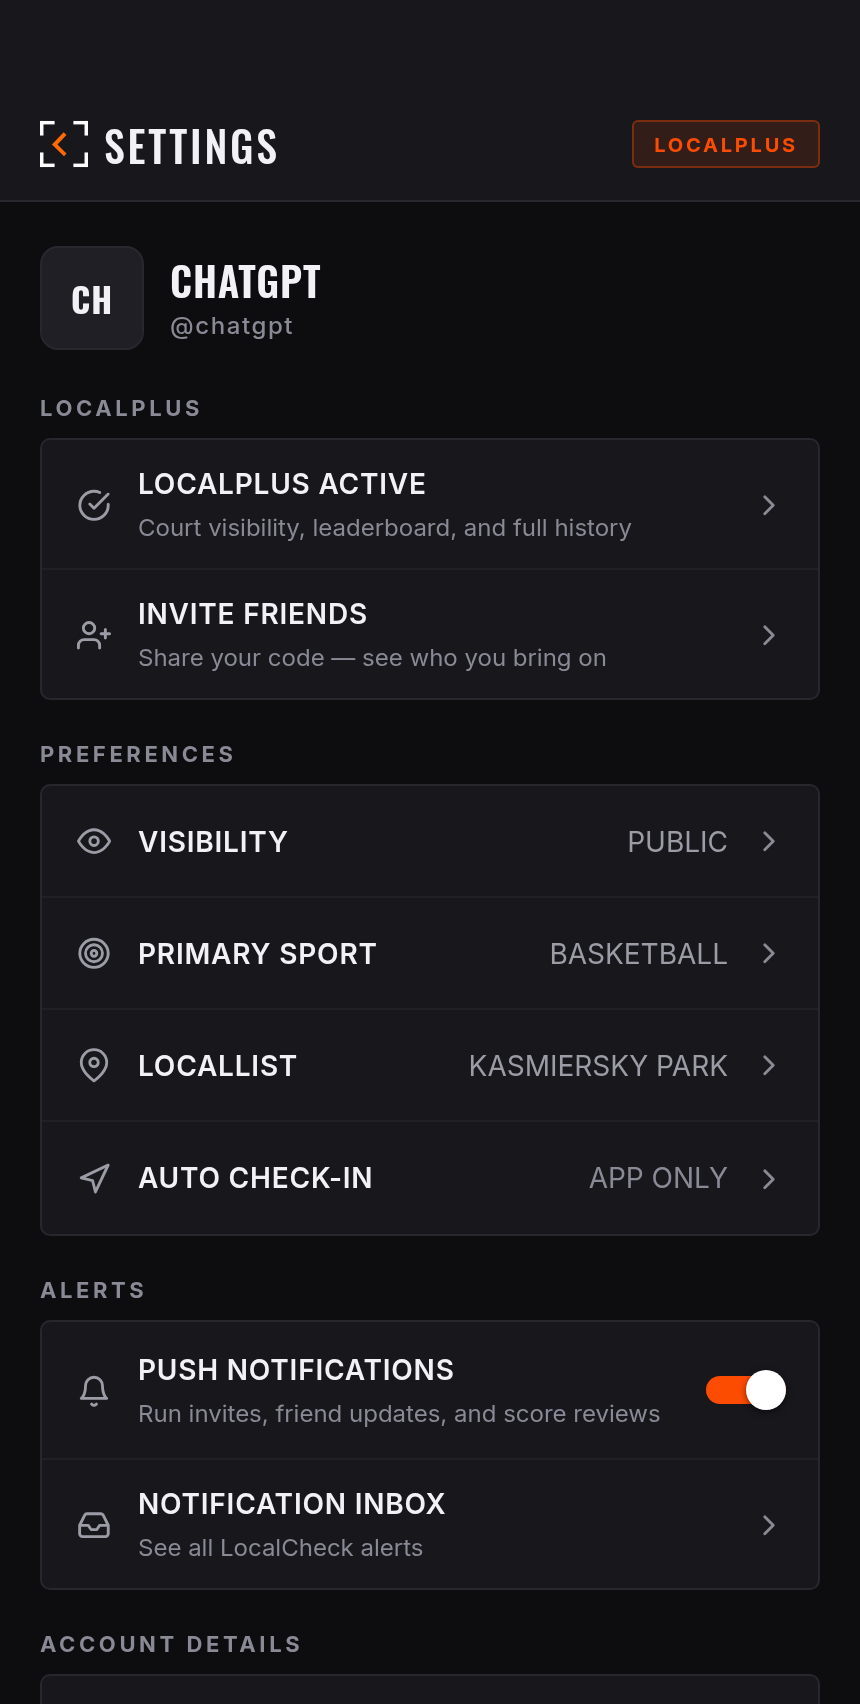 SETTINGS
LOCALPLUS
CH
CHATGPT
@chatgpt
LOCALPLUS
LOCALPLUS ACTIVE
Court visibility, leaderboard, and full history
INVITE FRIENDS
Share your code — see who you bring on
PREFERENCES
VISIBILITY PUBLIC
PRIMARY SPORT BASKETBALL
LOCALLIST KASMIERSKY PARK
AUTO CHECK-IN APP ONLY
ALERTS
PUSH NOTIFICATIONS
Run invites, friend updates, and score reviews
NOTIFICATION INBOX
See all LocalCheck alerts
ACCOUNT DETAILS